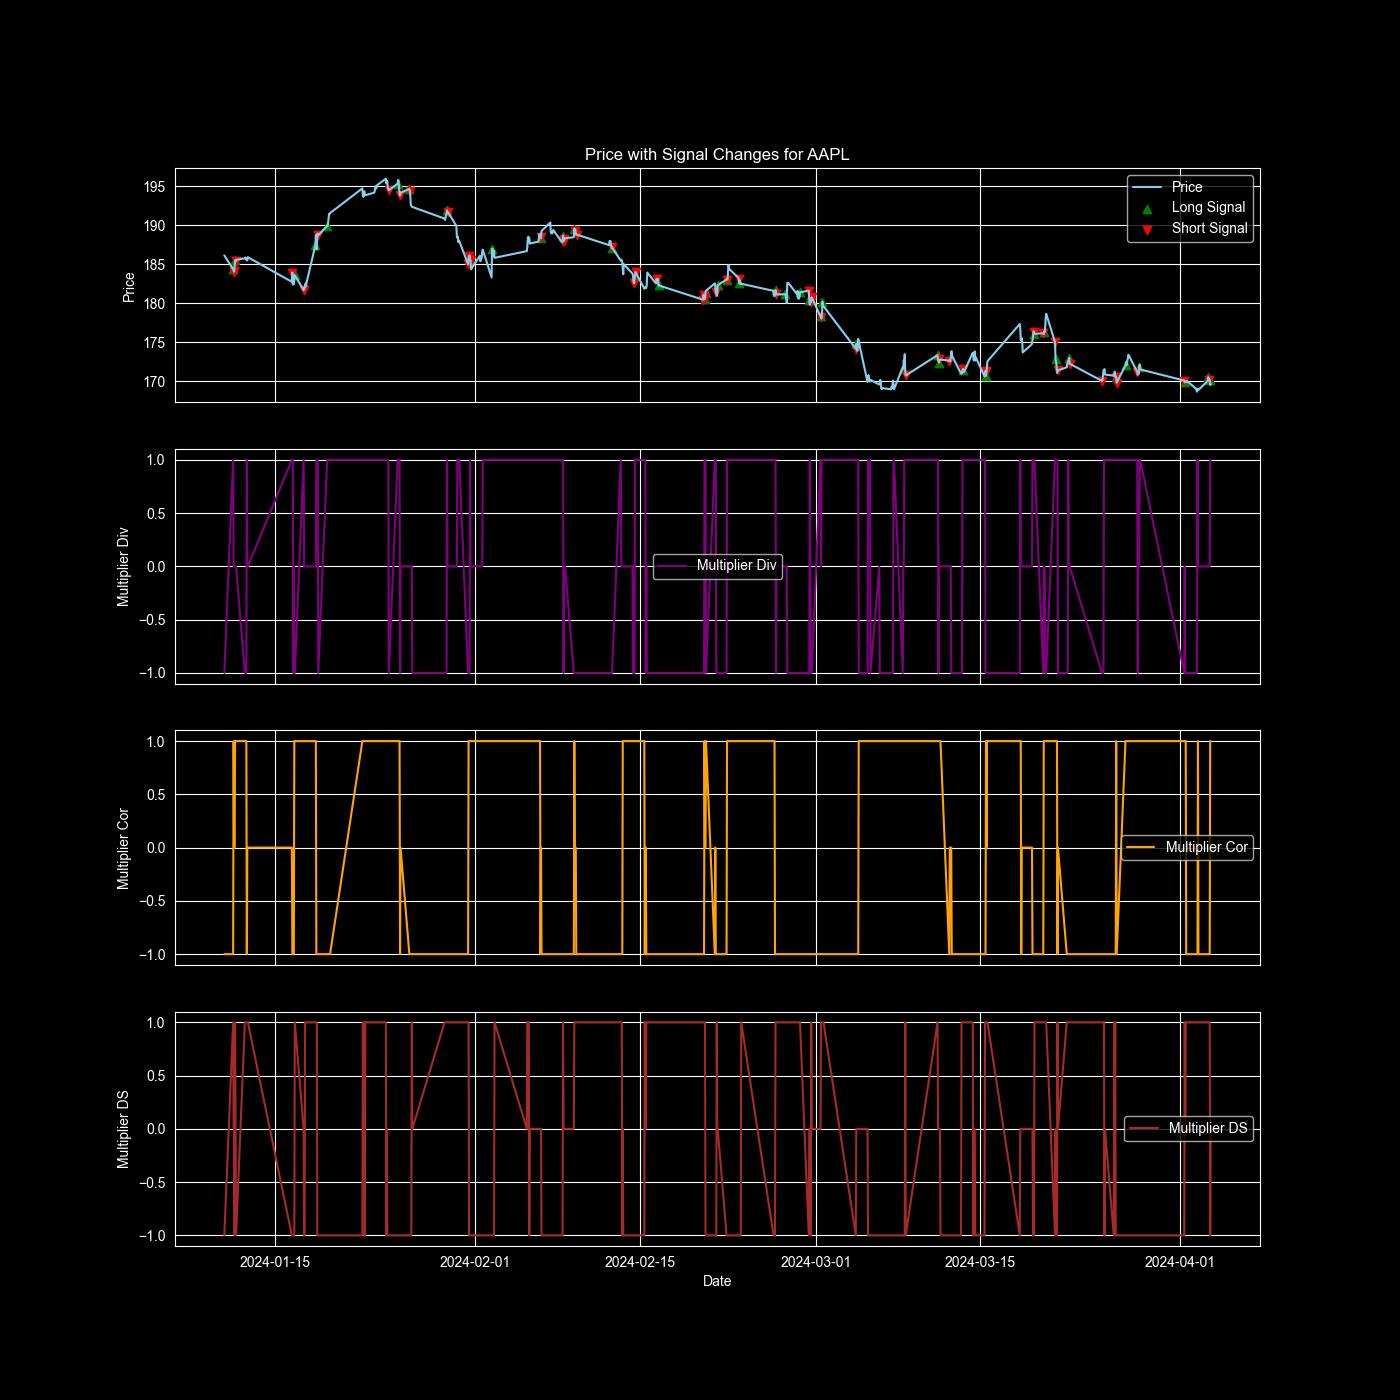 Price with Signal Changes for AAPL
195
190
185
180
175
170
Price
Price
Long Signal
Short Signal
1.0
0.5
0.0
−0.5
−1.0
Multiplier Div
Multiplier Div
1.0
0.5
0.0
−0.5
−1.0
Multiplier Cor
Multiplier Cor
1.0
0.5
0.0
−0.5
−1.0
Multiplier DS
Multiplier DS
2024-01-15 2024-02-01 2024-02-15 2024-03-01 2024-03-15 2024-04-01
Date